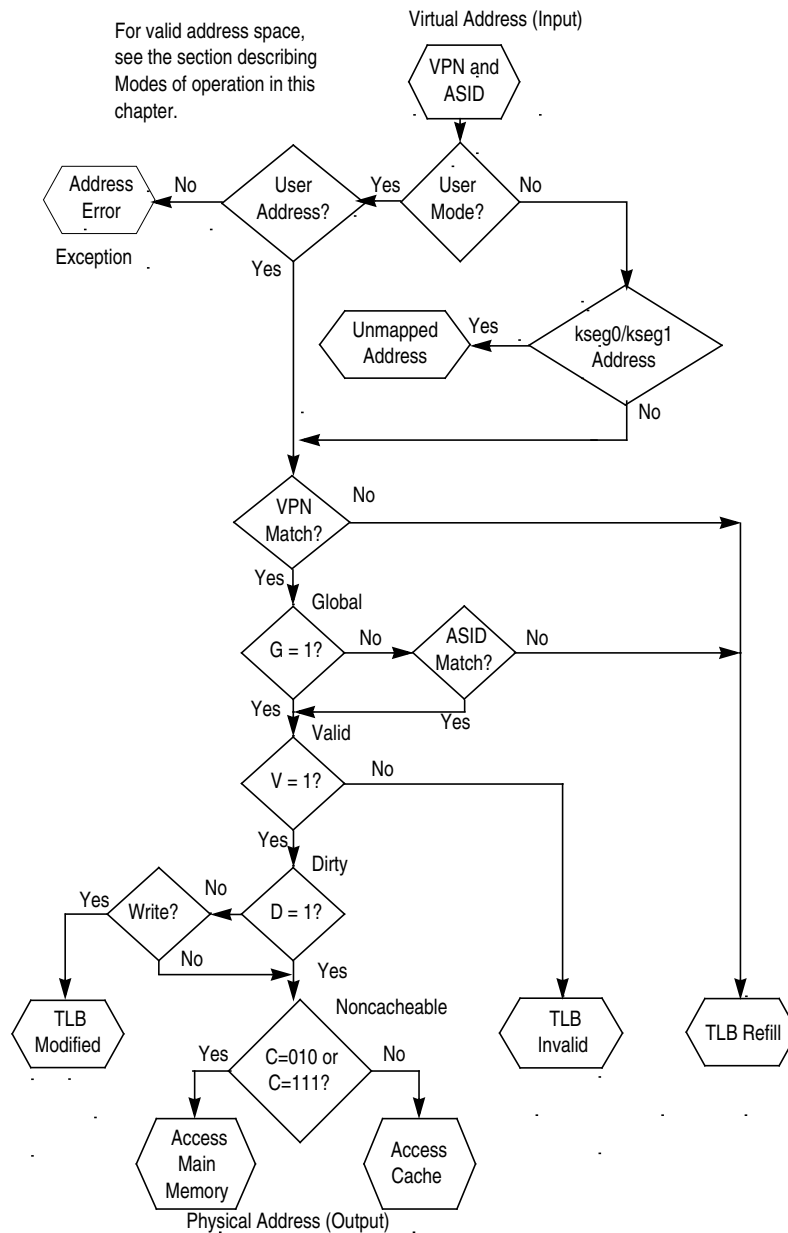 Virtual Address (Input)
For valid address space,
see the section describing
Modes of operation in this
chapter.
VPN and
ASID
Address
Error
No
User
Address?
Yes
User
Mode?
No
Exception
Yes
Unmapped
Address
Yes
kseg0/kseg1
Address
No
VPN
Match?
No
Yes
Global
G = 1?
No
ASID
Match?
No
Yes
Yes
Valid
V = 1?
No
Yes
Dirty
Yes
Write?
No
D = 1?
No
Yes
TLB
Modified
Noncacheable
TLB
Invalid
TLB Refill
Yes
C=010 or
C=111?
No
Access
Main
Memory
Access
Cache
Physical Address (Output)